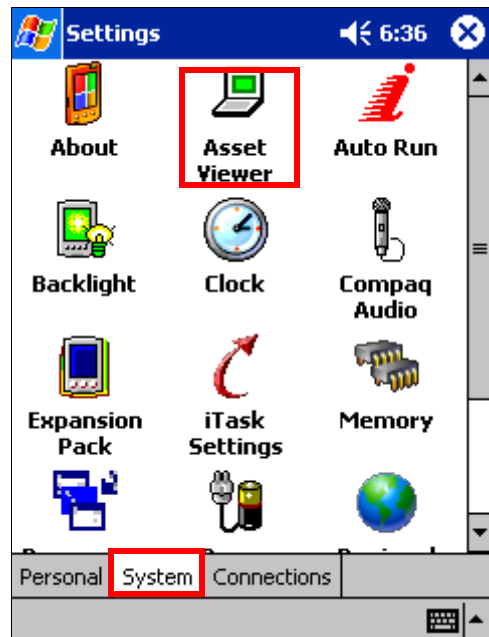 Settings 6:36
About Asset Viewer Auto Run
Backlight Clock Compaq Audio
Expansion Pack iTask Settings Memory
Personal System Connections